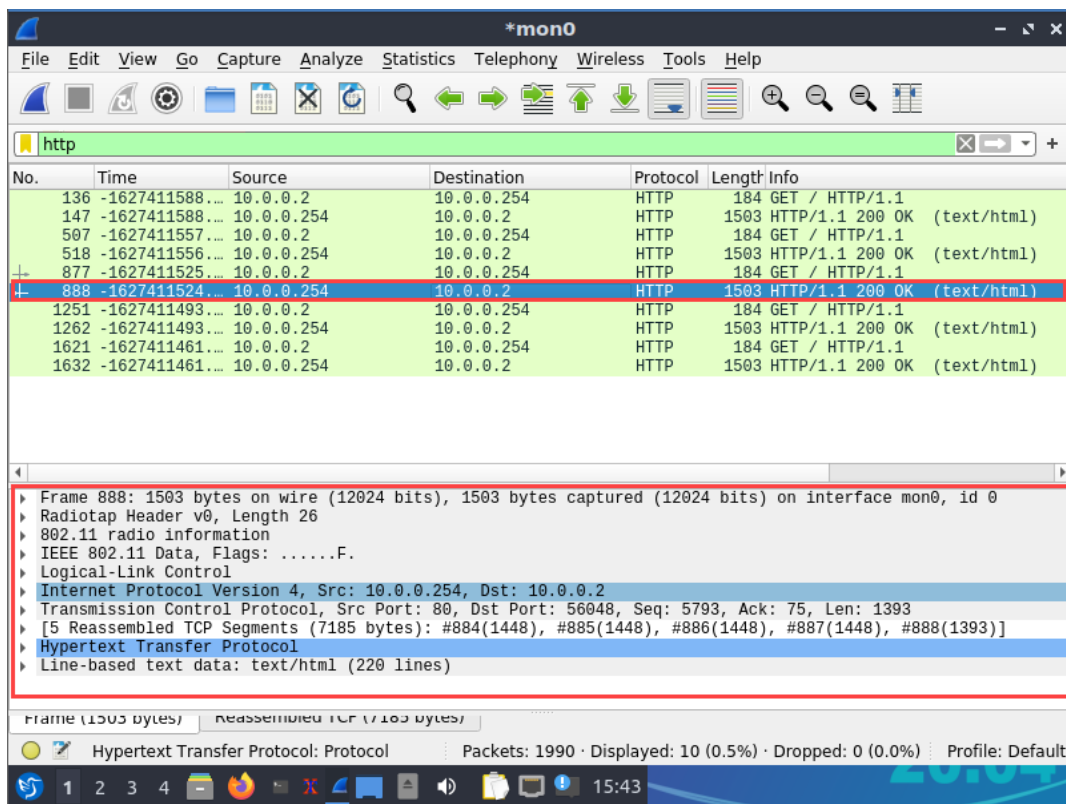 *mon0
File Edit View Go Capture Analyze Statistics Telephony Wireless Tools Help
http
No. Time Source Destination Protocol Length Info
136 -1627411588.… 10.0.0.2 10.0.0.254 HTTP 184 GET / HTTP/1.1
147 -1627411588.… 10.0.0.254 10.0.0.2 HTTP 1503 HTTP/1.1 200 OK (text/html)
507 -1627411557.… 10.0.0.2 10.0.0.254 HTTP 184 GET / HTTP/1.1
518 -1627411556.… 10.0.0.254 10.0.0.2 HTTP 1503 HTTP/1.1 200 OK (text/html)
877 -1627411525.… 10.0.0.2 10.0.0.254 HTTP 184 GET / HTTP/1.1
888 -1627411524.… 10.0.0.254 10.0.0.2 HTTP 1503 HTTP/1.1 200 OK (text/html)
1251 -1627411493.… 10.0.0.2 10.0.0.254 HTTP 184 GET / HTTP/1.1
1262 -1627411493.… 10.0.0.254 10.0.0.2 HTTP 1503 HTTP/1.1 200 OK (text/html)
1621 -1627411461.… 10.0.0.2 10.0.0.254 HTTP 184 GET / HTTP/1.1
1632 -1627411461.… 10.0.0.254 10.0.0.2 HTTP 1503 HTTP/1.1 200 OK (text/html)
Frame 888: 1503 bytes on wire (12024 bits), 1503 bytes captured (12024 bits) on interface mon0, id 0
Radiotap Header v0, Length 26
802.11 radio information
IEEE 802.11 Data, Flags: ......F.
Logical-Link Control
Internet Protocol Version 4, Src: 10.0.0.254, Dst: 10.0.0.2
Transmission Control Protocol, Src Port: 80, Dst Port: 56048, Seq: 5793, Ack: 75, Len: 1393
[5 Reassembled TCP Segments (7185 bytes): #884(1448), #885(1448), #886(1448), #887(1448), #888(1393)]
Hypertext Transfer Protocol
Line-based text data: text/html (220 lines)
Frame (1503 bytes) Reassembled TCP (7185 bytes)
Hypertext Transfer Protocol: Protocol Packets: 1990 · Displayed: 10 (0.5%) · Dropped: 0 (0.0%) Profile: Default
1 2 3 4 15:43
20.04